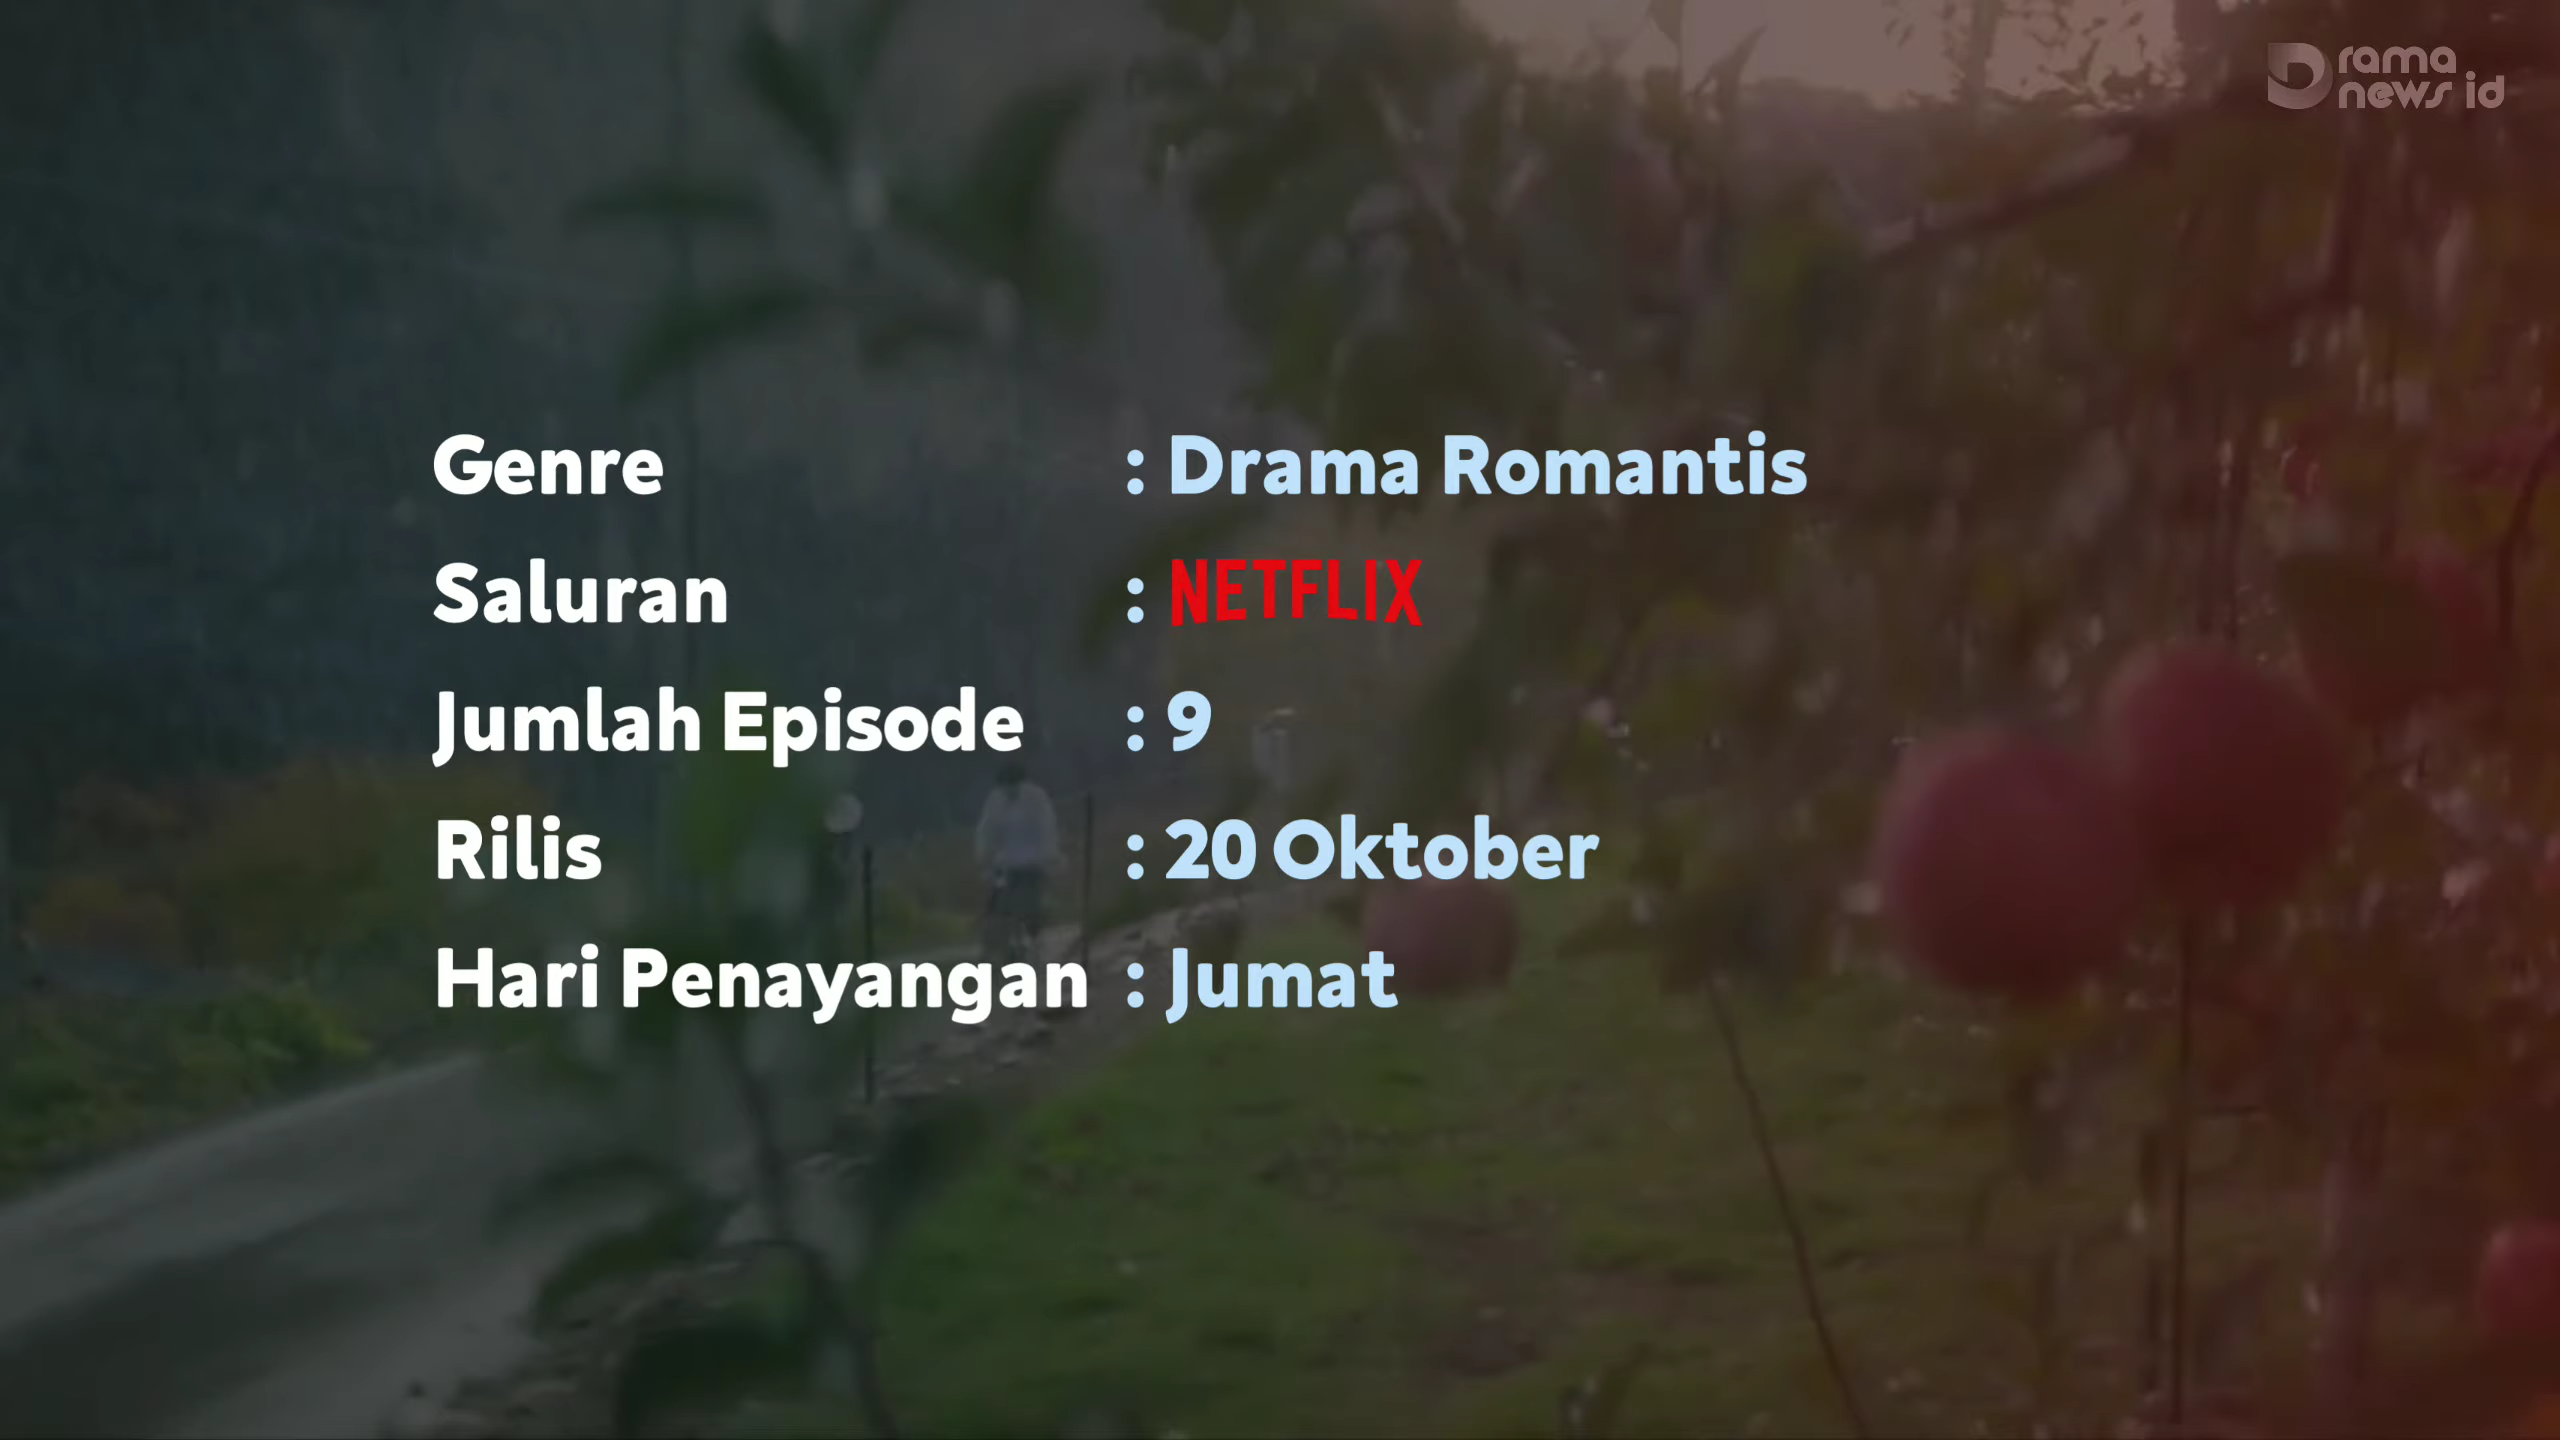 Drama
news id
Genre : Drama Romantis
Saluran : NETFLIX
Jumlah Episode : 9
Rilis : 20 Oktober
Hari Penayangan : Jumat